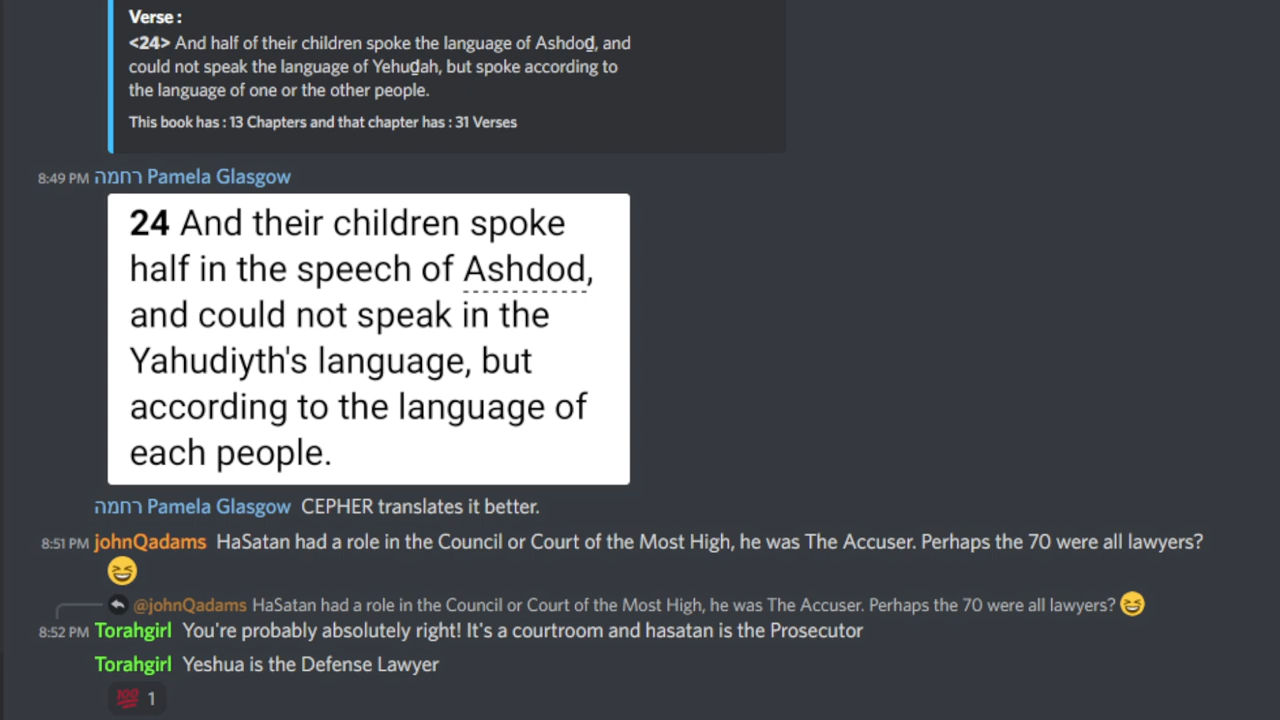 Verse :
<24> And half of their children spoke the language of Ashdoḏ, and
could not speak the language of Yehuḏah, but spoke according to
the language of one or the other people.
This book has : 13 Chapters and that chapter has : 31 Verses
8:49 PM רחמה Pamela Glasgow
24 And their children spoke
half in the speech of Ashdod,
and could not speak in the
Yahudiyth's language, but
according to the language of
each people.
רחמה Pamela Glasgow CEPHER translates it better.
8:51 PM johnQadams HaSatan had a role in the Council or Court of the Most High, he was The Accuser. Perhaps the 70 were all lawyers?
😆
@johnQadams HaSatan had a role in the Council or Court of the Most High, he was The Accuser. Perhaps the 70 were all lawyers? 😆
8:52 PM Torahgirl You're probably absolutely right! It's a courtroom and hasatan is the Prosecutor
Torahgirl Yeshua is the Defense Lawyer
💯 1